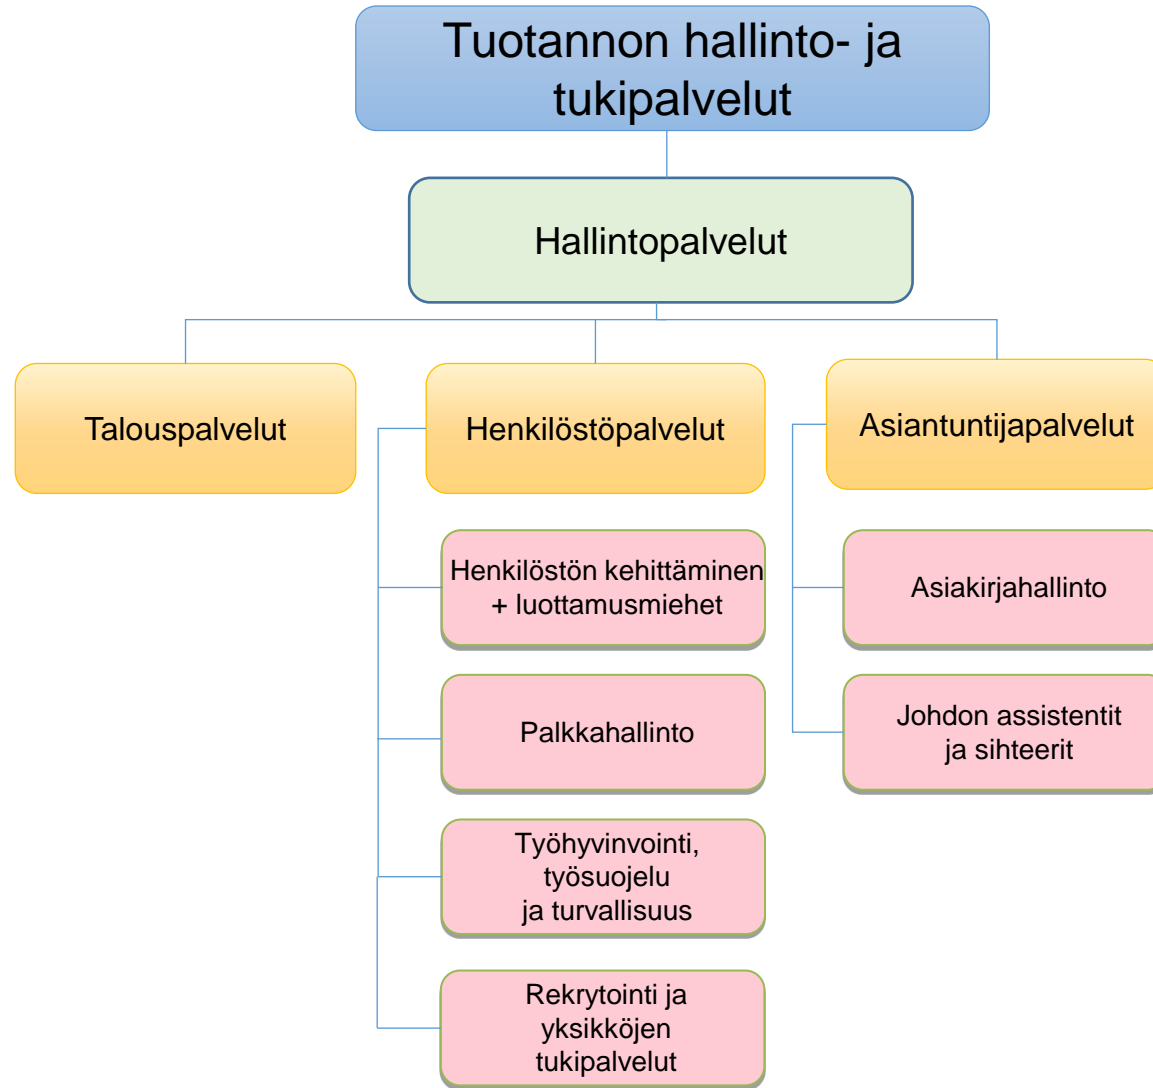 Tuotannon hallinto- ja
tukipalvelut
Hallintopalvelut
Talouspalvelut
Henkilöstöpalvelut
Asiantuntijapalvelut
Henkilöstön kehittäminen
+ luottamusmiehet
Asiakirjahallinto
Palkkahallinto
Johdon assistentit
ja sihteerit
Työhyvinvointi,
työsuojelu
ja turvallisuus
Rekrytointi ja
yksikköjen
tukipalvelut